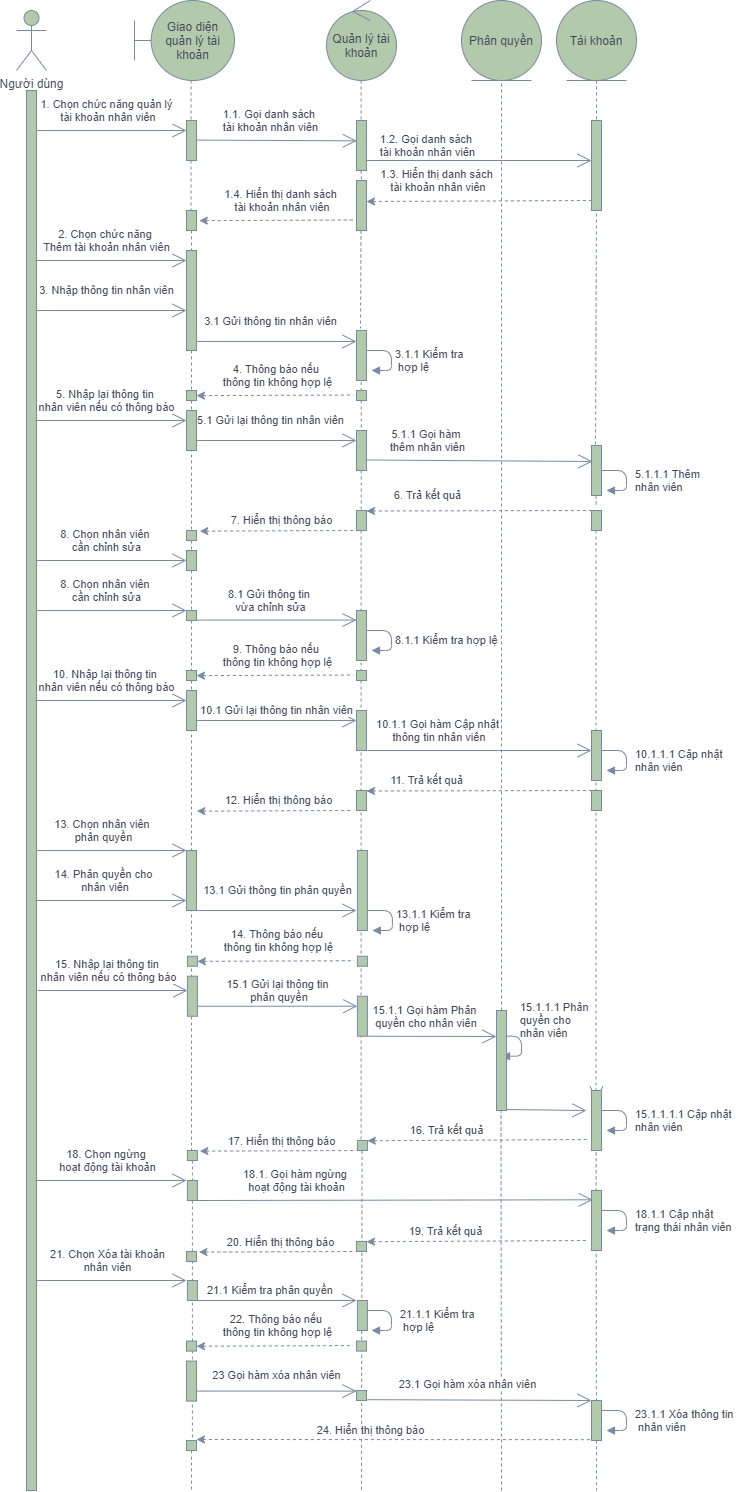 Giao diện
quản lý tài
khoản
Quản lý tài
khoản
Phân quyền
Tài khoản
Người dùng
1. Chọn chức năng quản lý
tài khoản nhân viên
1.1. Gọi danh sách
tài khoản nhân viên
1.2. Gọi danh sách
tài khoản nhân viên
1.3. Hiển thị danh sách
tài khoản nhân viên
1.4. Hiển thị danh sách
tài khoản nhân viên
2. Chọn chức năng
Thêm tài khoản nhân viên
3. Nhập thông tin nhân viên
3.1 Gửi thông tin nhân viên
3.1.1 Kiểm tra
hợp lệ
4. Thông báo nếu
thông tin không hợp lệ
5. Nhập lại thông tin
nhân viên nếu có thông báo
5.1 Gửi lại thông tin nhân viên
5.1.1 Gọi hàm
thêm nhân viên
5.1.1.1 Thêm
nhân viên
6. Trả kết quả
7. Hiển thị thông báo
8. Chọn nhân viên
cần chỉnh sửa
8. Chọn nhân viên
cần chỉnh sửa
8.1 Gửi thông tin
vừa chỉnh sửa
8.1.1 Kiểm tra hợp lệ
9. Thông báo nếu
thông tin không hợp lệ
10. Nhập lại thông tin
nhân viên nếu có thông báo
10.1 Gửi lại thông tin nhân viên
10.1.1 Gọi hàm Cập nhật
thông tin nhân viên
10.1.1.1 Cập nhật
nhân viên
11. Trả kết quả
12. Hiển thị thông báo
13. Chọn nhân viên
phân quyền
14. Phân quyền cho
nhân viên
13.1 Gửi thông tin phân quyền
13.1.1 Kiểm tra
hợp lệ
14. Thông báo nếu
thông tin không hợp lệ
15. Nhập lại thông tin
nhân viên nếu có thông báo
15.1 Gửi lại thông tin
phân quyền
15.1.1 Gọi hàm Phân
quyền cho nhân viên
15.1.1.1 Phân
quyền cho
nhân viên
15.1.1.1.1 Cập nhật
nhân viên
16. Trả kết quả
17. Hiển thị thông báo
18. Chọn ngừng
hoạt động tài khoản
18.1. Gọi hàm ngừng
hoạt động tài khoản
18.1.1 Cập nhật
trạng thái nhân viên
19. Trả kết quả
20. Hiển thị thông báo
21. Chọn Xóa tài khoản
nhân viên
21.1 Kiểm tra phân quyền
21.1.1 Kiểm tra
hợp lệ
22. Thông báo nếu
thông tin không hợp lệ
23 Gọi hàm xóa nhân viên
23.1 Gọi hàm xóa nhân viên
23.1.1 Xóa thông tin
nhân viên
24. Hiển thị thông báo